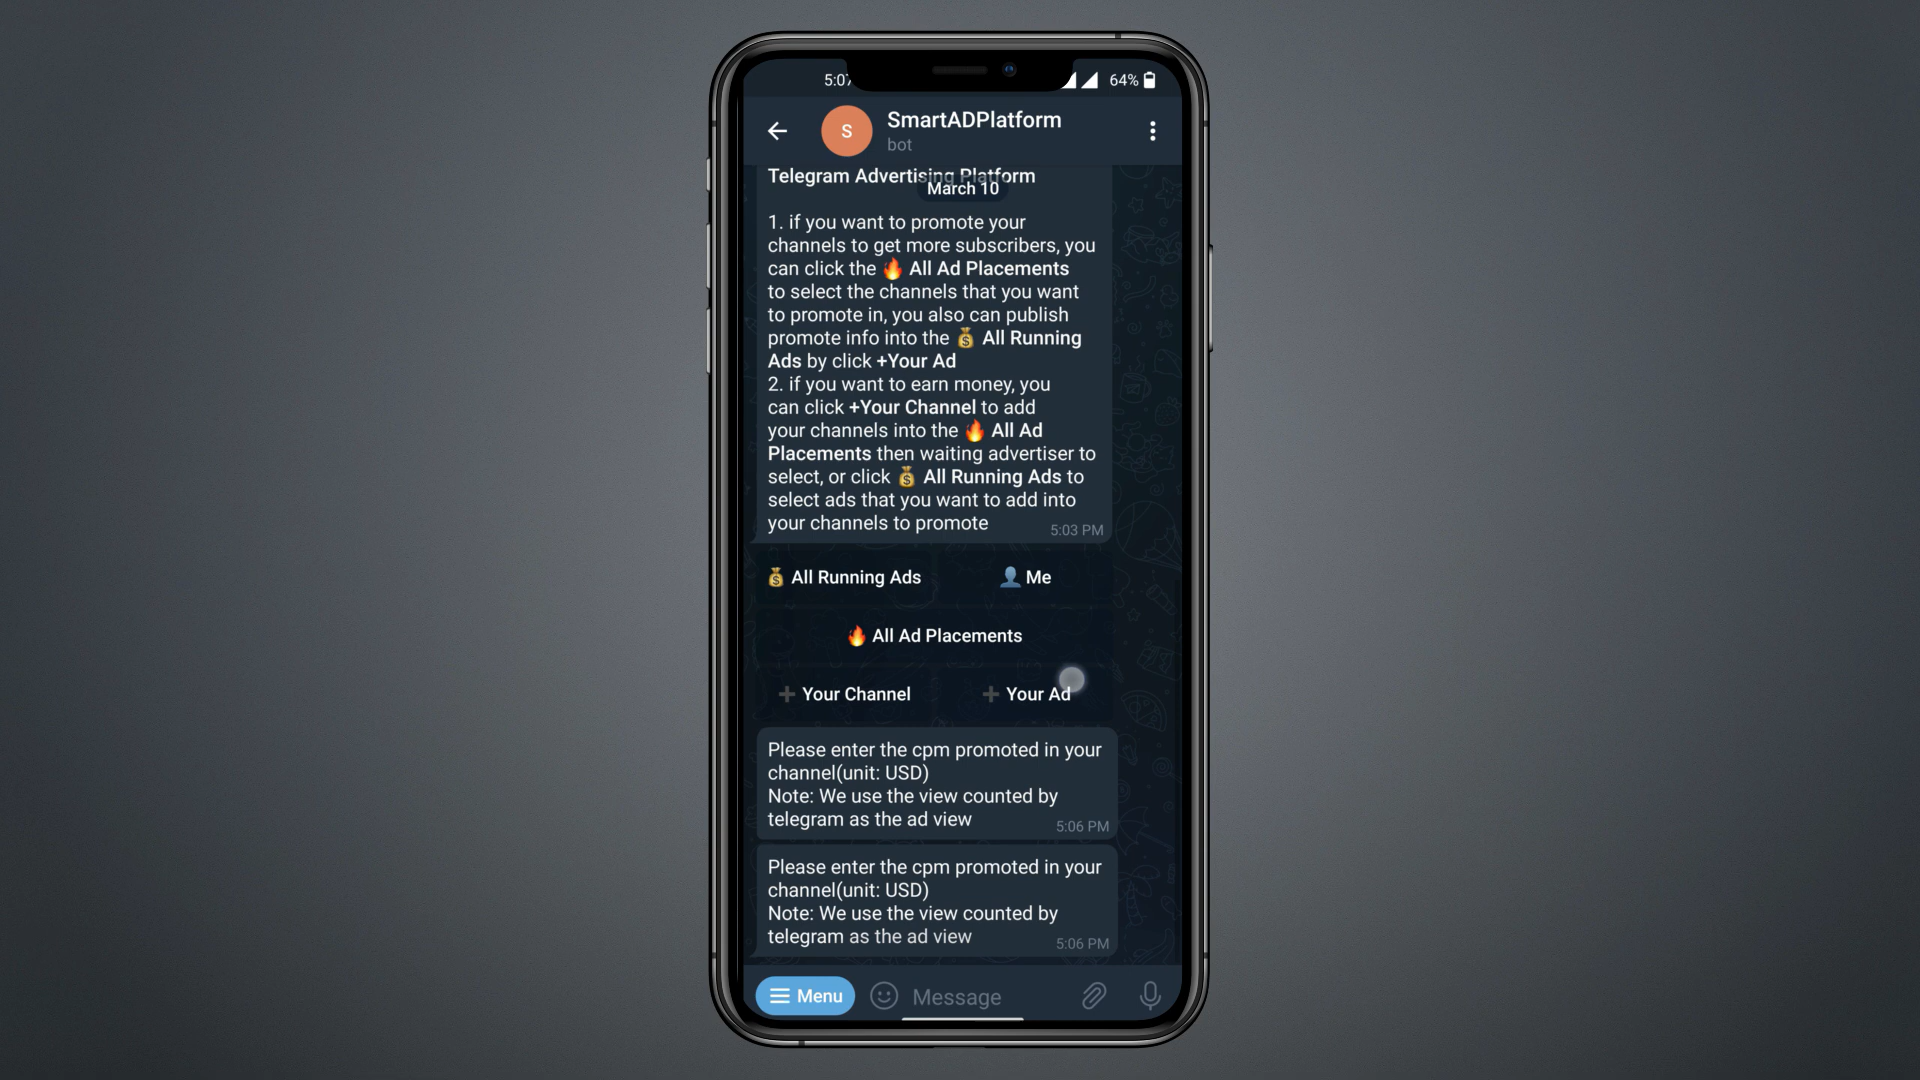 5:07
64%
S
SmartADPlatform
bot
Telegram Advertising Platform
March 10
1. if you want to promote your
channels to get more subscribers, you
can click the 🔥 All Ad Placements
to select the channels that you want
to promote in, you also can publish
promote info into the 💰 All Running
Ads by click +Your Ad
2. if you want to earn money, you
can click +Your Channel to add
your channels into the 🔥 All Ad
Placements then waiting advertiser to
select, or click 💰 All Running Ads to
select ads that you want to add into
your channels to promote
5:03 PM
💰 All Running Ads
👤 Me
🔥 All Ad Placements
➕ Your Channel
➕ Your Ad
Please enter the cpm promoted in your
channel(unit: USD)
Note: We use the view counted by
telegram as the ad view
5:06 PM
Please enter the cpm promoted in your
channel(unit: USD)
Note: We use the view counted by
telegram as the ad view
5:06 PM
Menu
Message